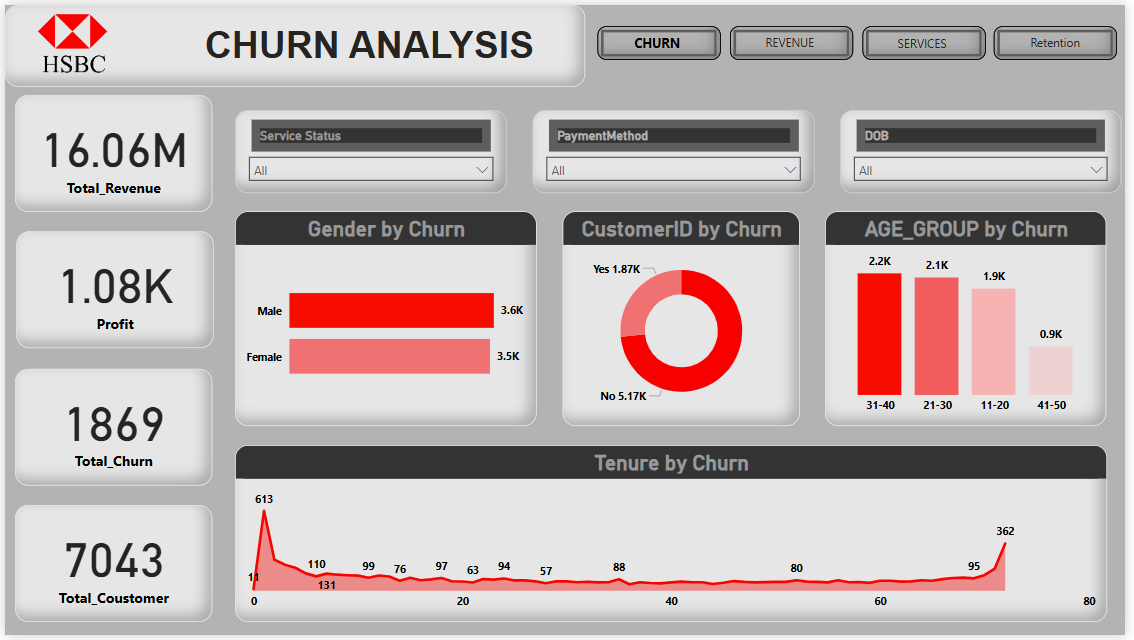 HSBC
CHURN ANALYSIS
CHURN
REVENUE
SERVICES
Retention
16.06M
Total_Revenue
1.08K
Profit
1869
Total_Churn
7043
Total_Coustomer
Service Status
All
PaymentMethod
All
DOB
All
Gender by Churn
Male
3.6K
Female
3.5K
CustomerID by Churn
Yes 1.87K
No 5.17K
AGE_GROUP by Churn
2.2K
2.1K
1.9K
0.9K
31-40
21-30
11-20
41-50
Tenure by Churn
613
11
110
131
99
76
97
63
94
57
88
80
95
362
0
20
40
60
80